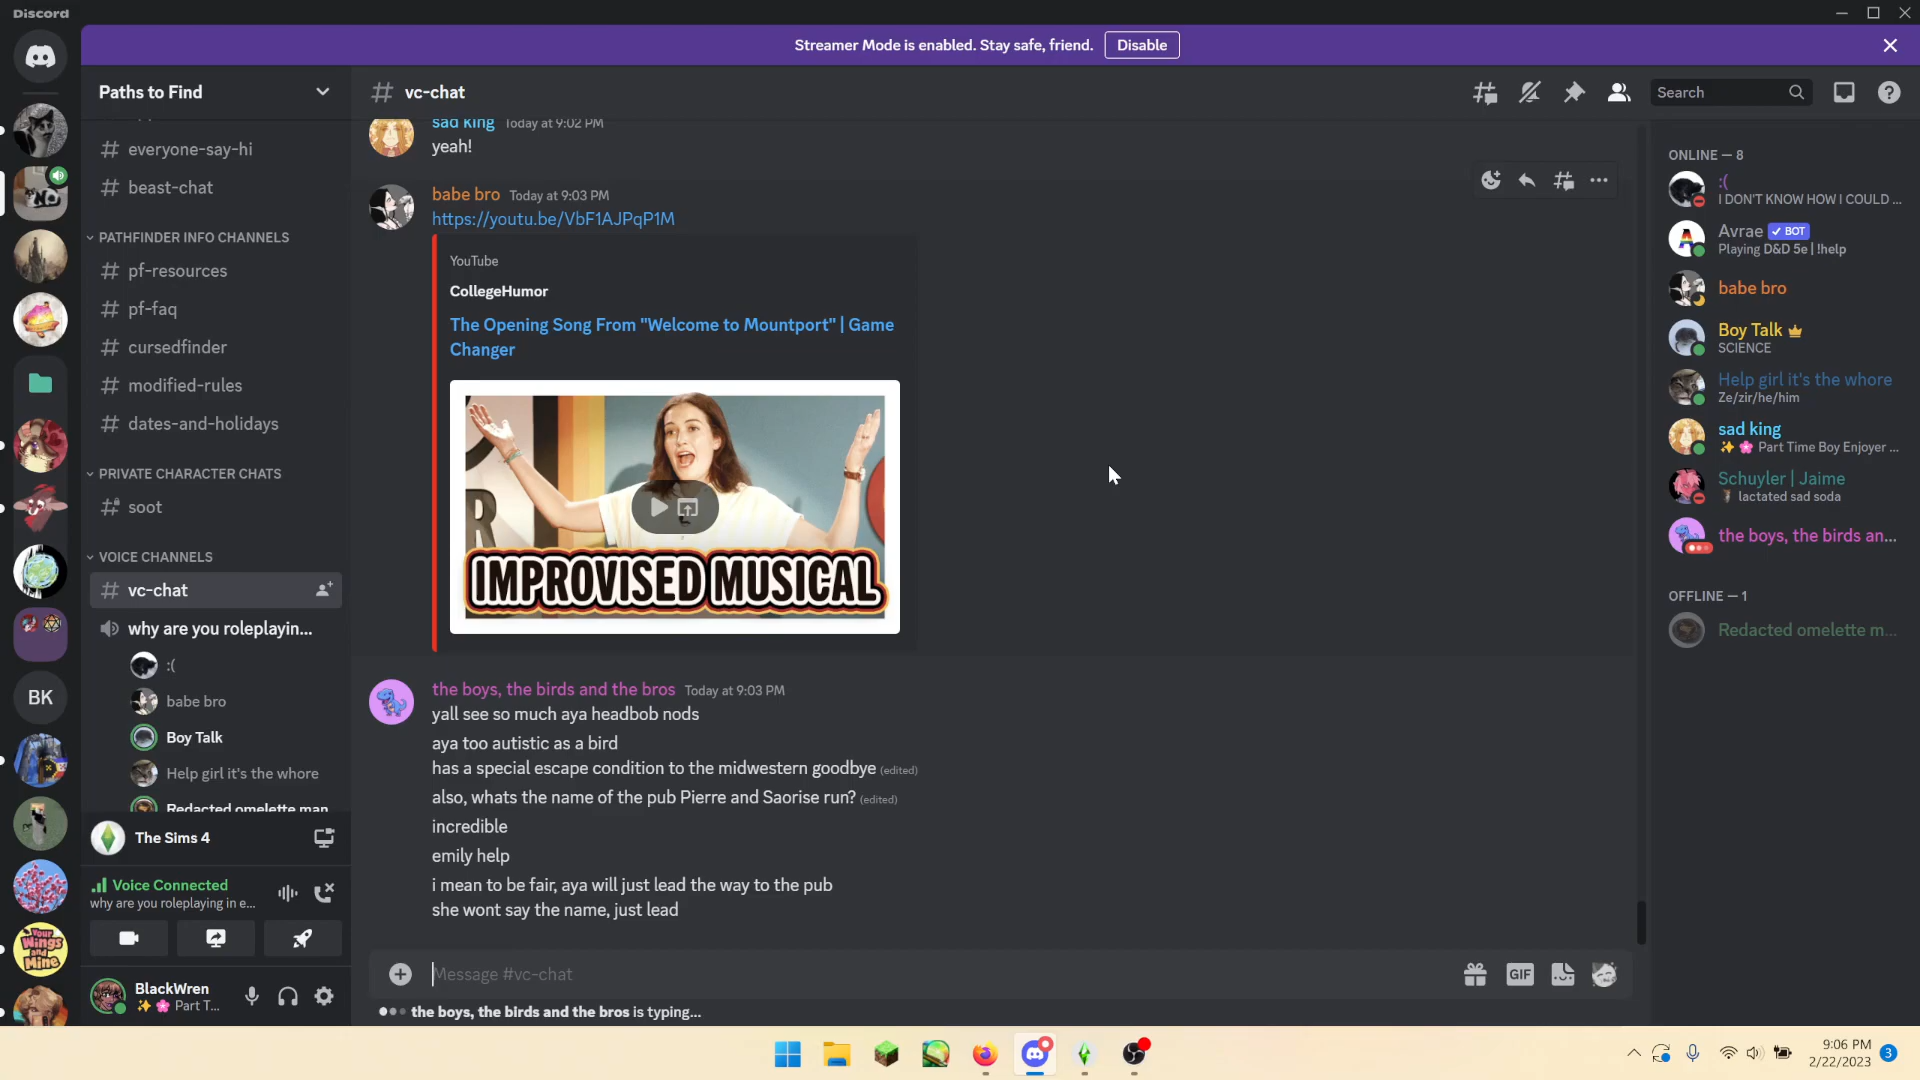 Discord
Streamer Mode is enabled. Stay safe, friend.
Disable
Paths to Find
everyone-say-hi
beast-chat
PATHFINDER INFO CHANNELS
pf-resources
pf-faq
cursedfinder
modified-rules
dates-and-holidays
PRIVATE CHARACTER CHATS
soot
VOICE CHANNELS
vc-chat
why are you roleplayin...
:(
babe bro
Boy Talk
Help girl it's the whore
Redacted omelette man
The Sims 4
Voice Connected
why are you roleplaying in e...
BlackWren
✨ 🌸 Part T...
BK
Your
Wings
and
Mine
vc-chat
Search
sad king Today at 9:02 PM
yeah!
babe bro Today at 9:03 PM
https://youtu.be/VbF1AJPqP1M
YouTube
CollegeHumor
The Opening Song From "Welcome to Mountport" | Game
Changer
IMPROVISED MUSICAL
the boys, the birds and the bros Today at 9:03 PM
yall see so much aya headbob nods
aya too autistic as a bird
has a special escape condition to the midwestern goodbye (edited)
also, whats the name of the pub Pierre and Saorise run? (edited)
incredible
emily help
i mean to be fair, aya will just lead the way to the pub
she wont say the name, just lead
Message #vc-chat
GIF
the boys, the birds and the bros is typing...
ONLINE — 8
:(
I DON'T KNOW HOW I COULD ...
Avrae ✓ BOT
Playing D&D 5e | !help
babe bro
Boy Talk
SCIENCE
Help girl it's the whore
Ze/zir/he/him
sad king
✨ 🌸 Part Time Boy Enjoyer ...
Schuyler | Jaime
lactated sad soda
the boys, the birds an...
OFFLINE — 1
Redacted omelette m...
9:06 PM
2/22/2023
3